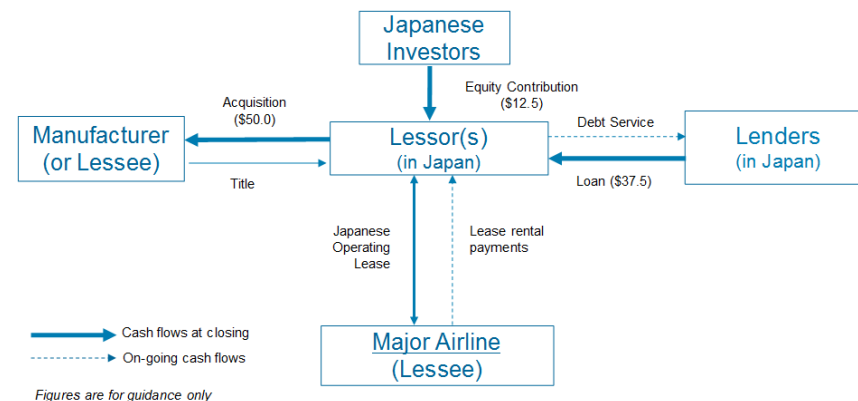 Japanese
Investors
Equity Contribution
($12.5)
Acquisition
($50.0)
Manufacturer
(or Lessee)
Title
Lessor(s)
(in Japan)
Debt Service
Loan ($37.5)
Lenders
(in Japan)
Japanese
Operating
Lease
Lease rental
payments
Major Airline
(Lessee)
Cash flows at closing
On-going cash flows
Figures are for guidance only